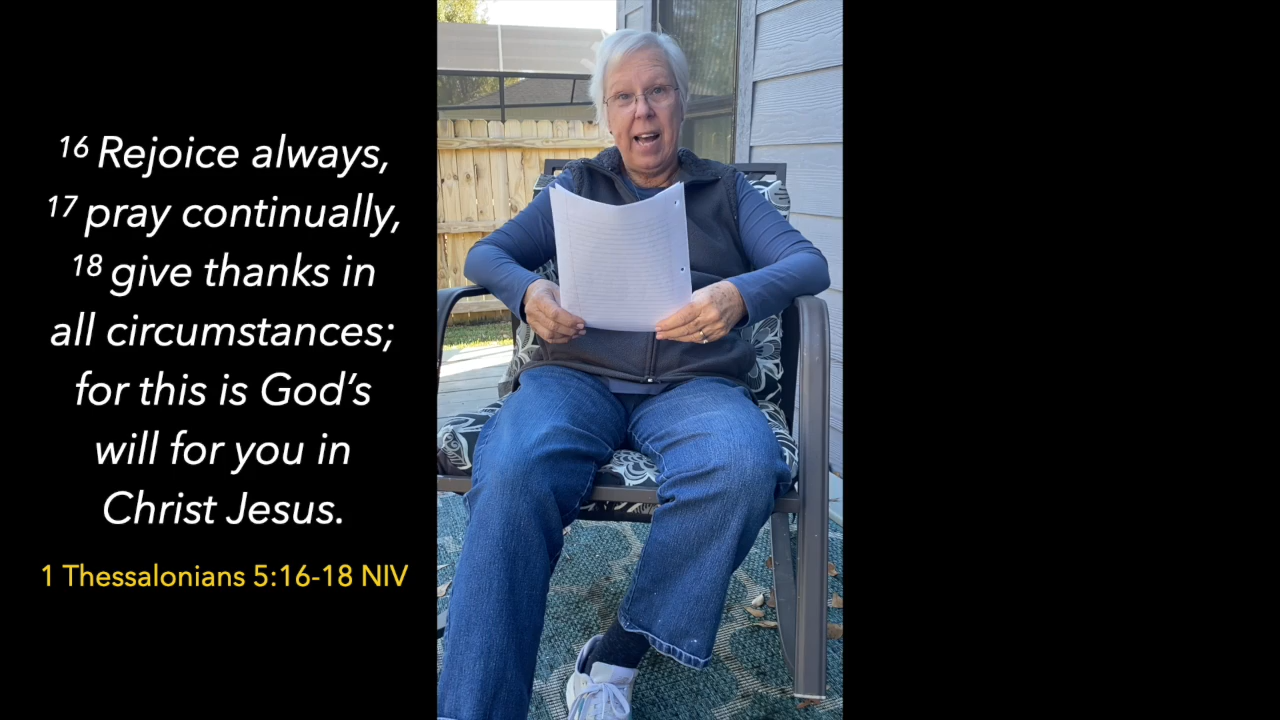 16 Rejoice always,
17 pray continually,
18 give thanks in
all circumstances;
for this is God’s
will for you in
Christ Jesus.
1 Thessalonians 5:16-18 NIV